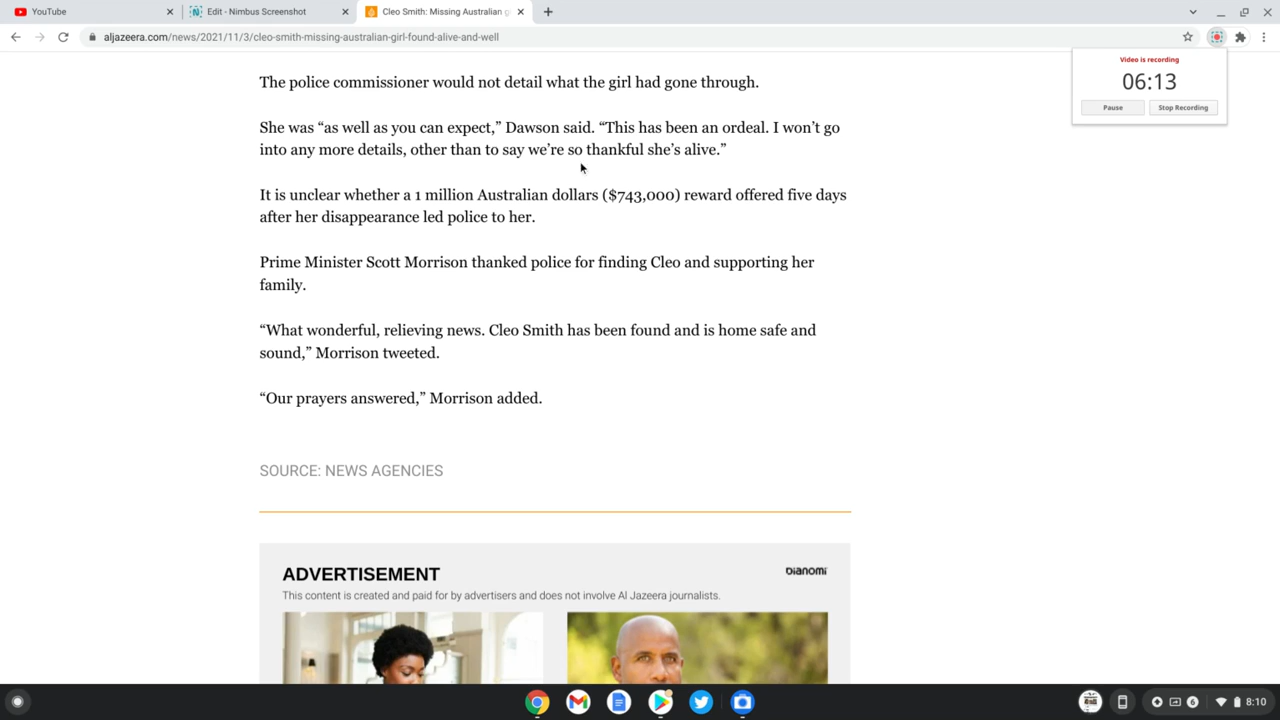 YouTube
Edit - Nimbus Screenshot
Cleo Smith: Missing Australian g
aljazeera.com/news/2021/11/3/cleo-smith-missing-australian-girl-found-alive-and-well
Video is recording
06:13
Pause
Stop Recording
The police commissioner would not detail what the girl had gone through.
She was “as well as you can expect,” Dawson said. “This has been an ordeal. I won’t go
into any more details, other than to say we’re so thankful she’s alive.”
It is unclear whether a 1 million Australian dollars ($743,000) reward offered five days
after her disappearance led police to her.
Prime Minister Scott Morrison thanked police for finding Cleo and supporting her
family.
“What wonderful, relieving news. Cleo Smith has been found and is home safe and
sound,” Morrison tweeted.
“Our prayers answered,” Morrison added.
SOURCE: NEWS AGENCIES
ADVERTISEMENT
DIANOMI
This content is created and paid for by advertisers and does not involve Al Jazeera journalists.
6
8:10